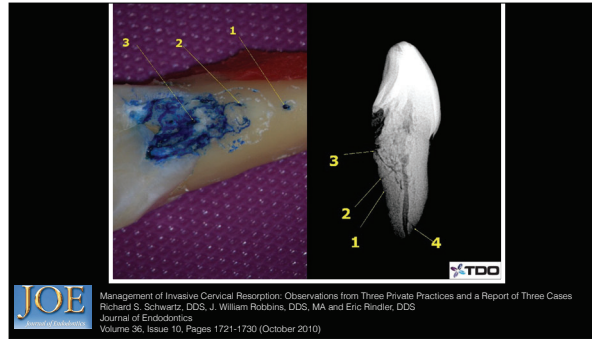 1
2
3
3
2
1
4
TDO
JOE
Journal of Endodontics
Management of Invasive Cervical Resorption: Observations from Three Private Practices and a Report of Three Cases
Richard S. Schwartz, DDS, J. William Robbins, DDS, MA and Eric Rindler, DDS
Journal of Endodontics
Volume 36, Issue 10, Pages 1721-1730 (October 2010)